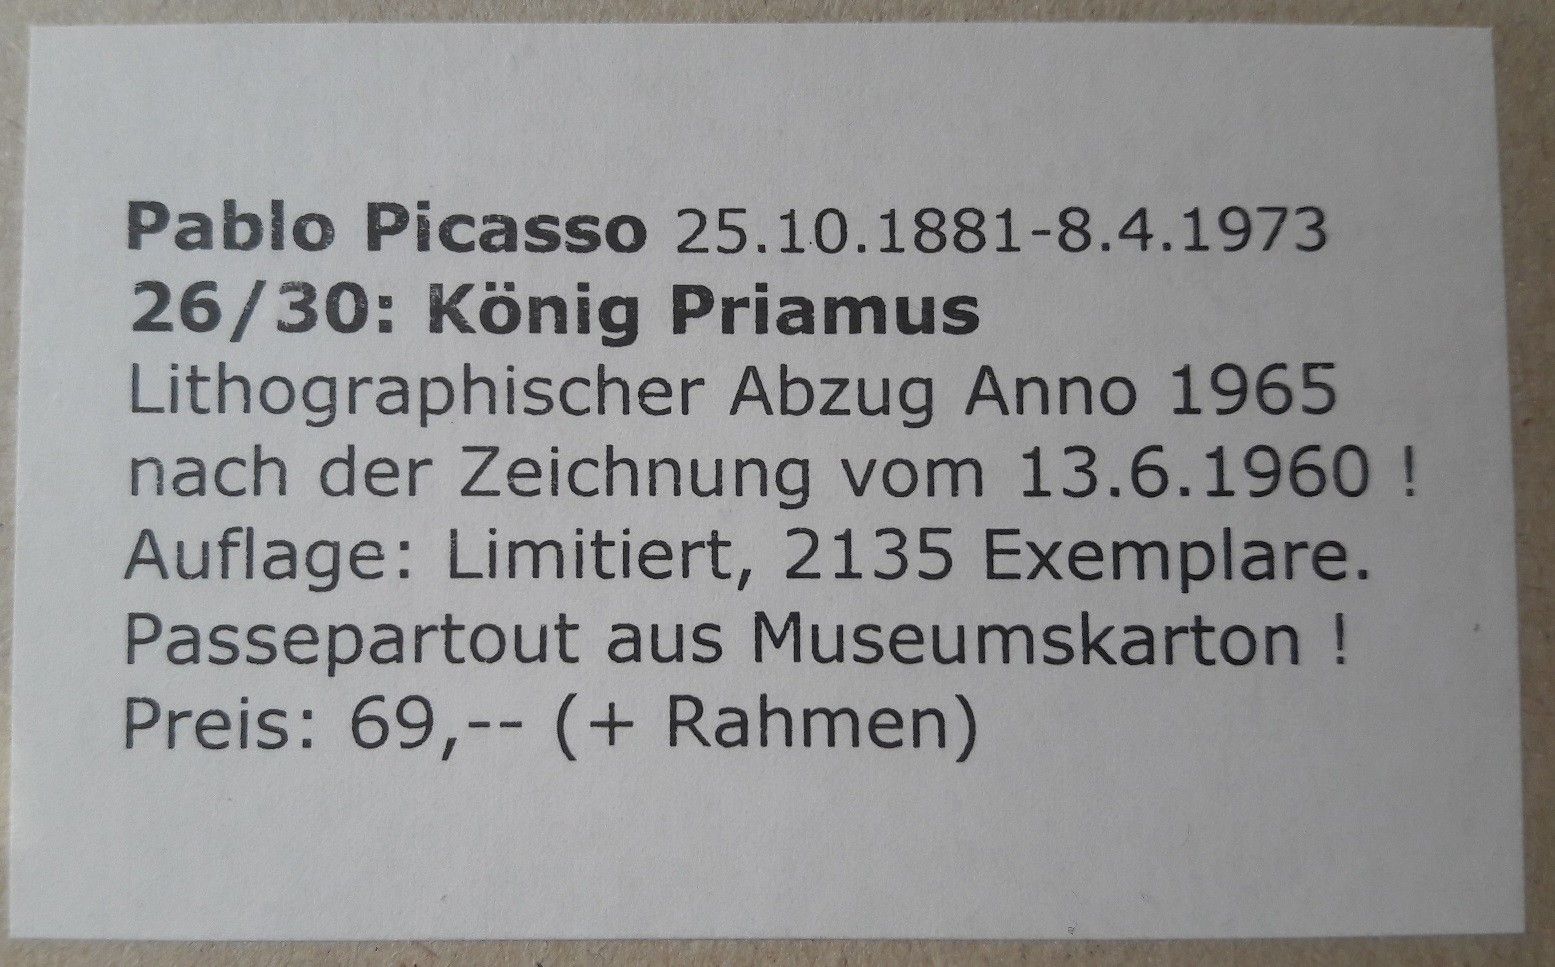 Pablo Picasso 25.10.1881-8.4.1973
26/30: König Priamus
Lithographischer Abzug Anno 1965
nach der Zeichnung vom 13.6.1960 !
Auflage: Limitiert, 2135 Exemplare.
Passepartout aus Museumskarton !
Preis: 69,-- (+ Rahmen)